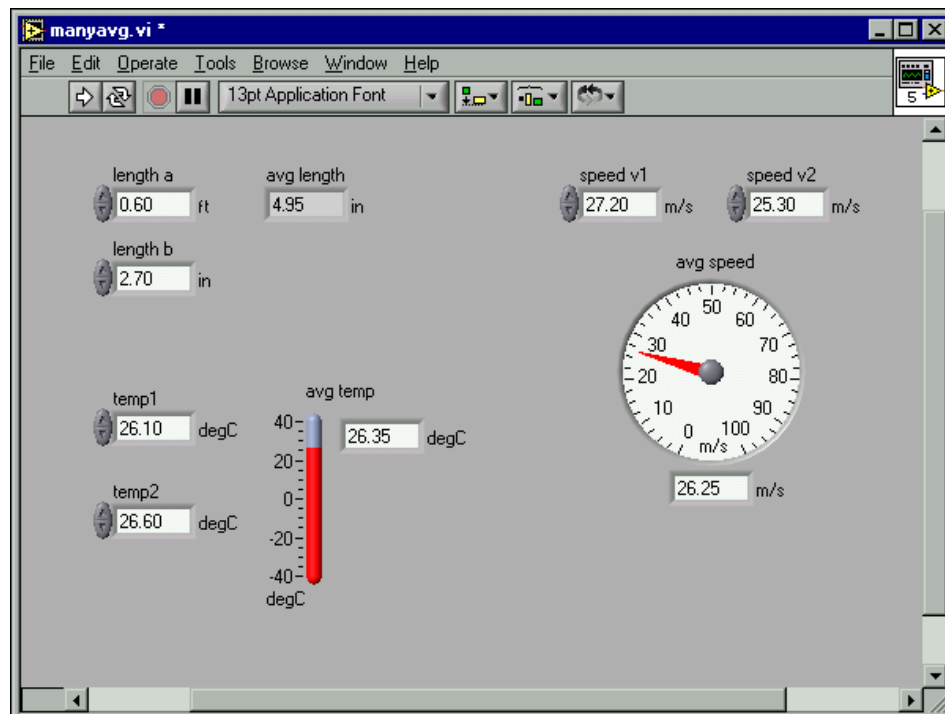 manyavg.vi *
File Edit Operate Tools Browse Window Help
13pt Application Font
5
length a
0.60 ft
avg length
4.95 in
speed v1
27.20 m/s
speed v2
25.30 m/s
length b
2.70 in
avg speed
0
10
20
30
40
50
60
70
80
90
100
m/s
26.25 m/s
temp1
26.10 degC
temp2
26.60 degC
avg temp
40
20
0
-20
-40
degC
26.35 degC